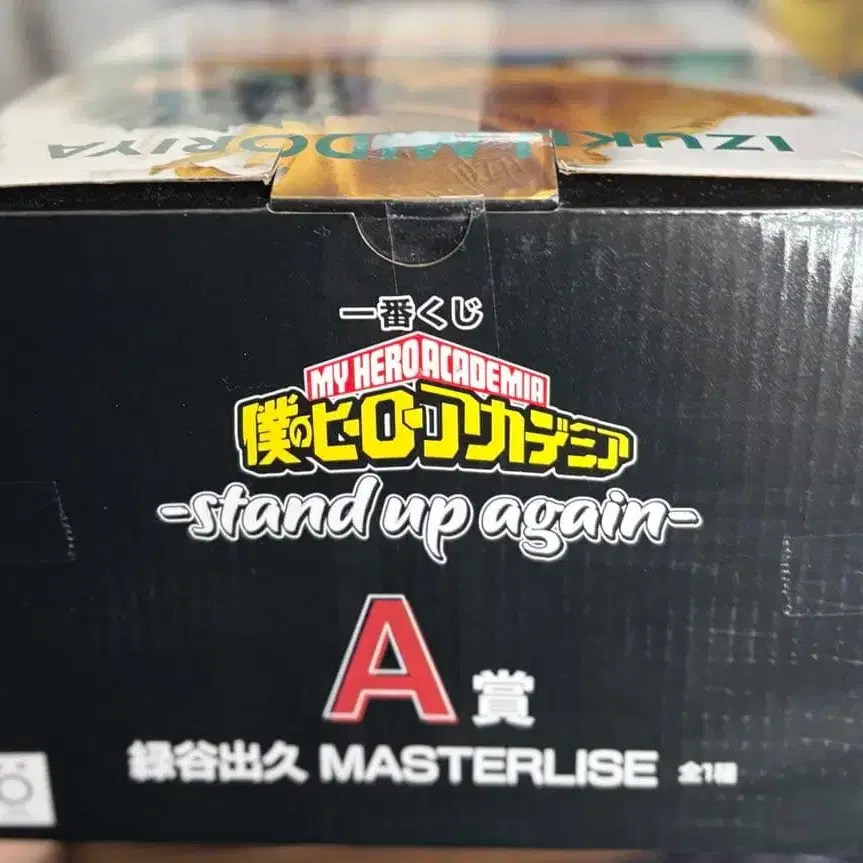 IZUKU MIDORIYA
一番くじ
MY HERO ACADEMIA
僕のヒーローアカデミア
-stand up again-
A賞
緑谷出久 MASTERLISE 全1種